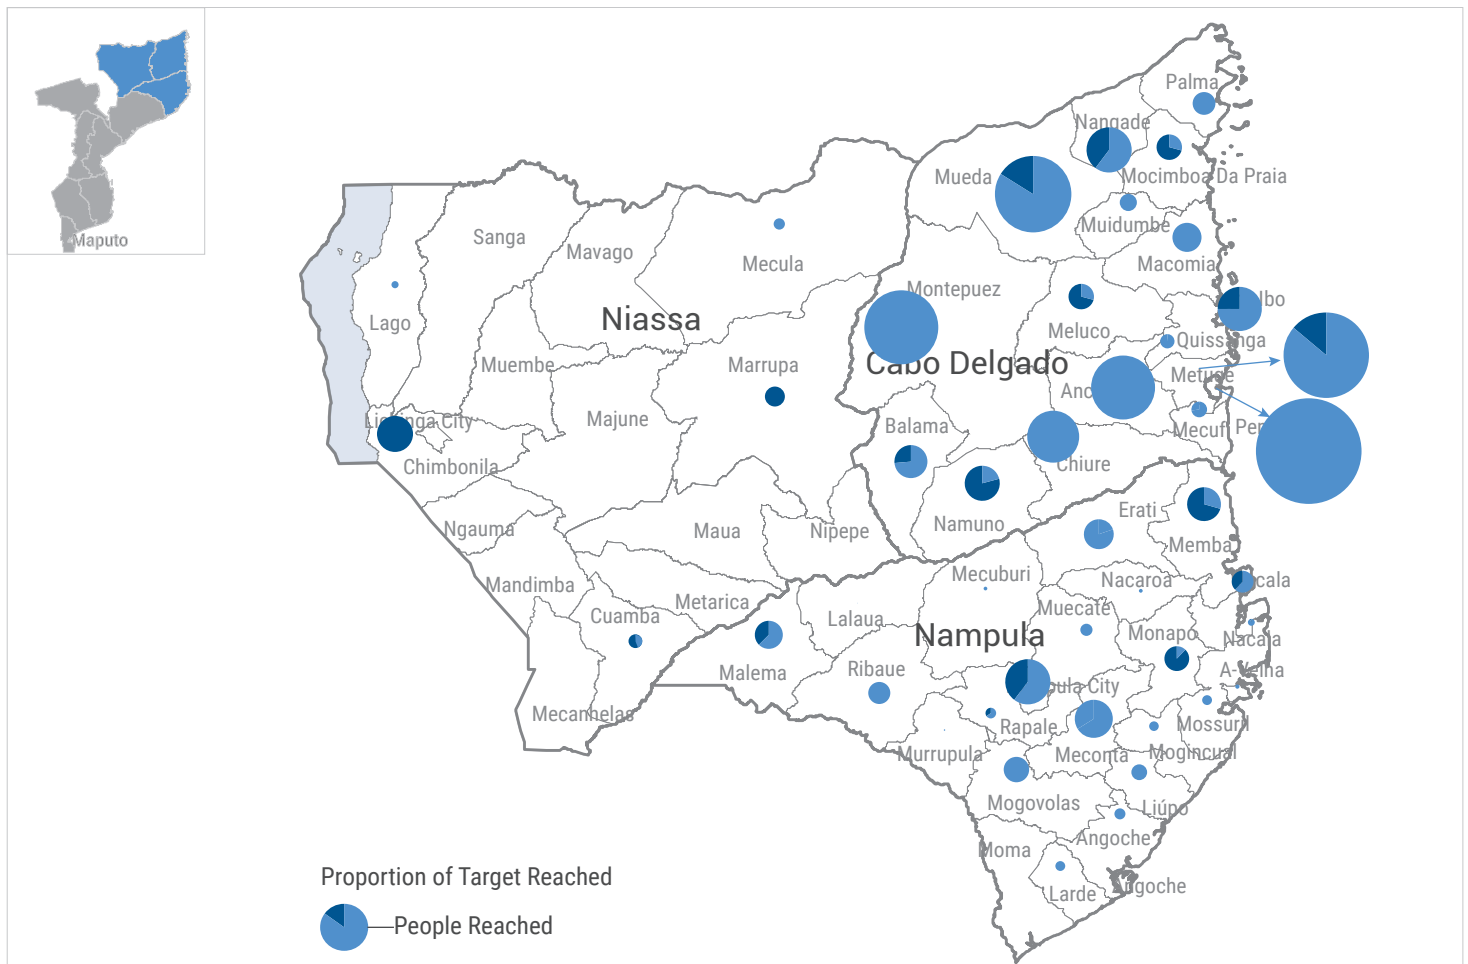 Maputo
Palma
Nangade
Mueda
Mocimboa Da Praia
Muidumbe
Macomia
Sanga
Mavago
Mecula
Montepuez
Ibo
Lago
Niassa
Meluco
Quissanga
Muembe
Marrupa
Cabo Delgado
Metuge
Majune
Balama
Mecufi
Chimbonila
Chiure
Ngauma
Maua
Nipepe
Namuno
Erati
Memba
Mandimba
Mecuburi
Nacaroa
Metarica
Cuamba
Lalaua
Muecate
Nampula
Monapo
Nacala
Malema
Ribaue
A-Velha
Mecanhelas
Rapale
Mossuril
Murrupula
Meconta
Mogincual
Mogovolas
Liúpo
Angoche
Moma
Larde
Angoche
Proportion of Target Reached
People Reached